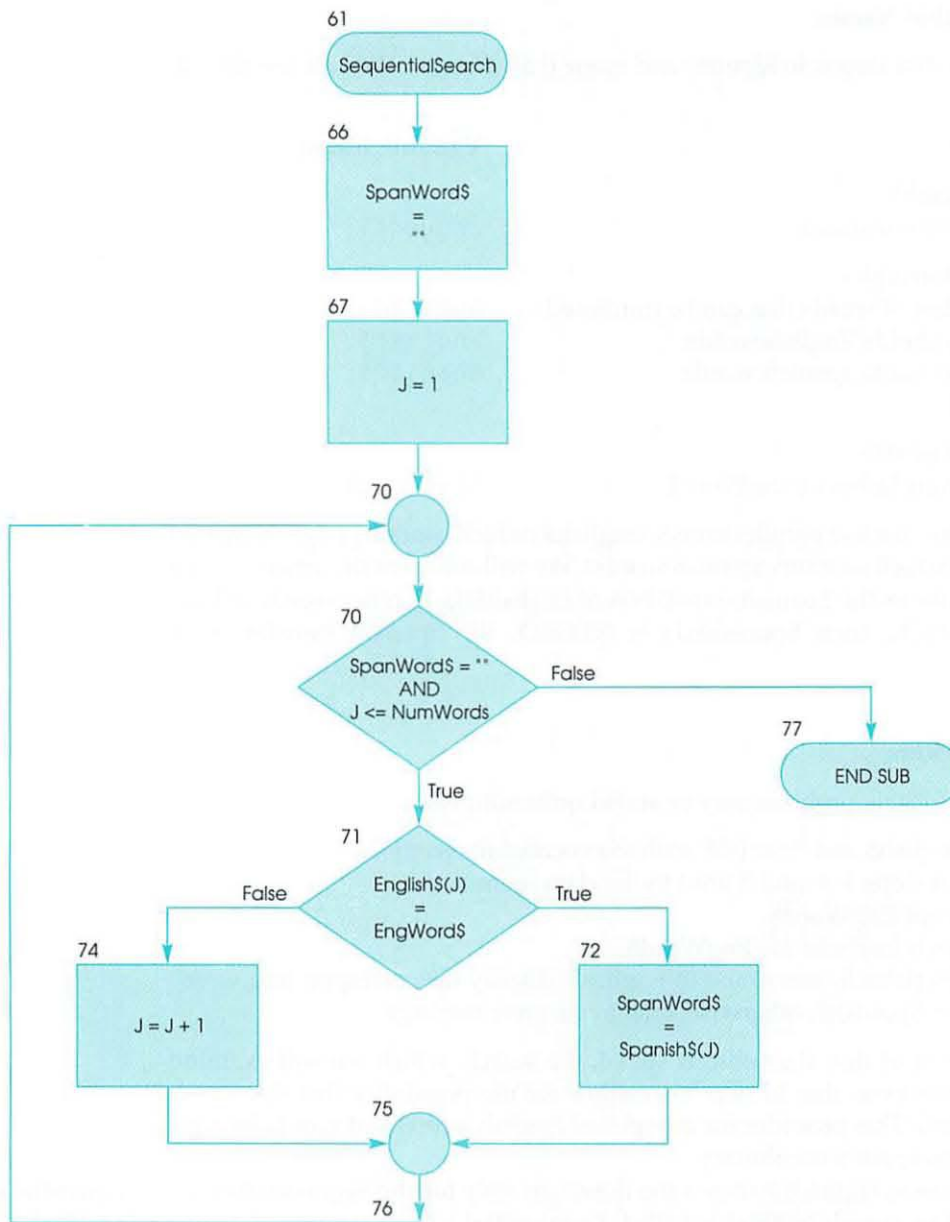 61
SequentialSearch
66
SpanWord$
=
""
67
J = 1
70
70
SpanWord$ = ""
AND
J <= NumWords
False
77
END SUB
True
71
English$(J)
=
EngWord$
False
True
74
J = J + 1
72
SpanWord$
=
Spanish$(J)
75
76